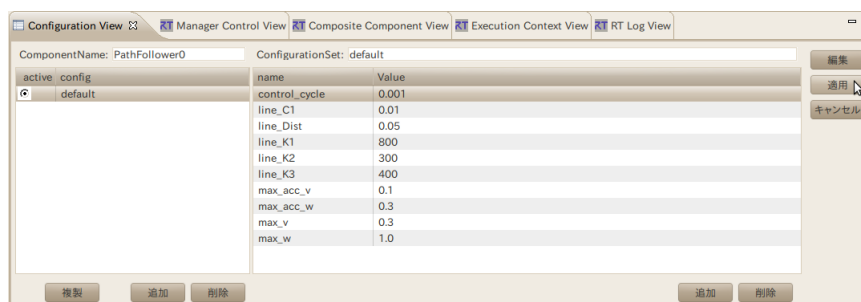 Configuration View RT Manager Control View RT Composite Component View RT Execution Context View RT RT Log View
ComponentName: PathFollower0 ConfigurationSet: default 編集
active config name Value 適用
default control_cycle 0.001
line_C1 0.01 キャンセル
line_Dist 0.05
line_K1 800
line_K2 300
line_K3 400
max_acc_v 0.1
max_acc_w 0.3
max_v 0.3
max_w 1.0
複製 追加 削除 追加 削除